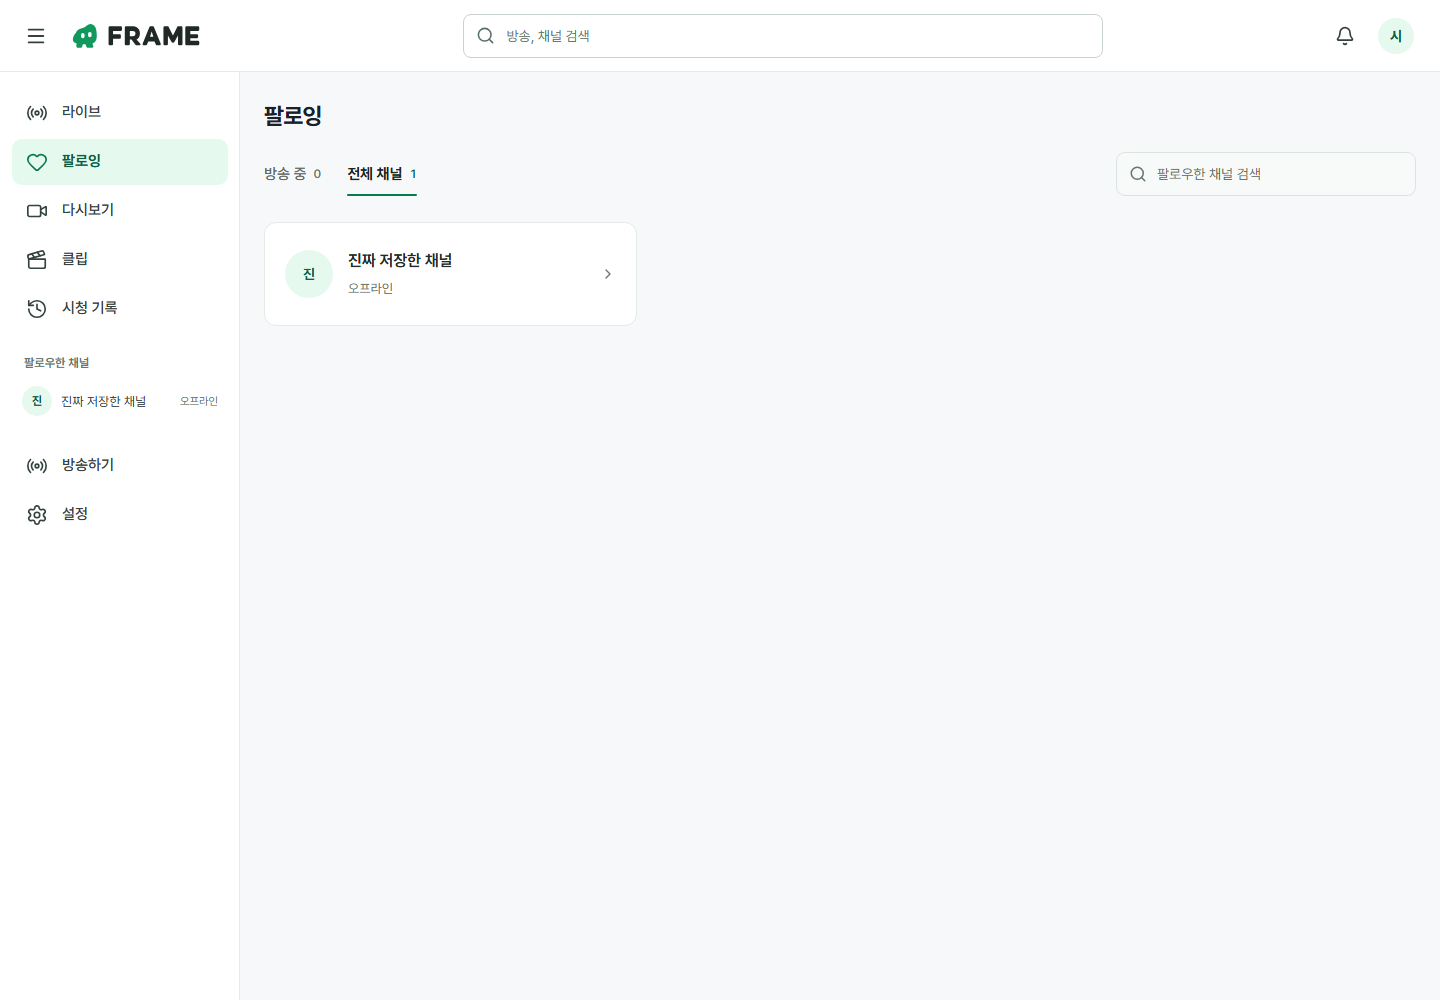 FRAME
방송, 채널 검색
시
라이브
팔로잉
다시보기
클립
시청 기록
팔로우한 채널
진 진짜 저장한 채널 오프라인
방송하기
설정
팔로잉
방송 중 0 전체 채널 1
팔로우한 채널 검색
진
진짜 저장한 채널
오프라인